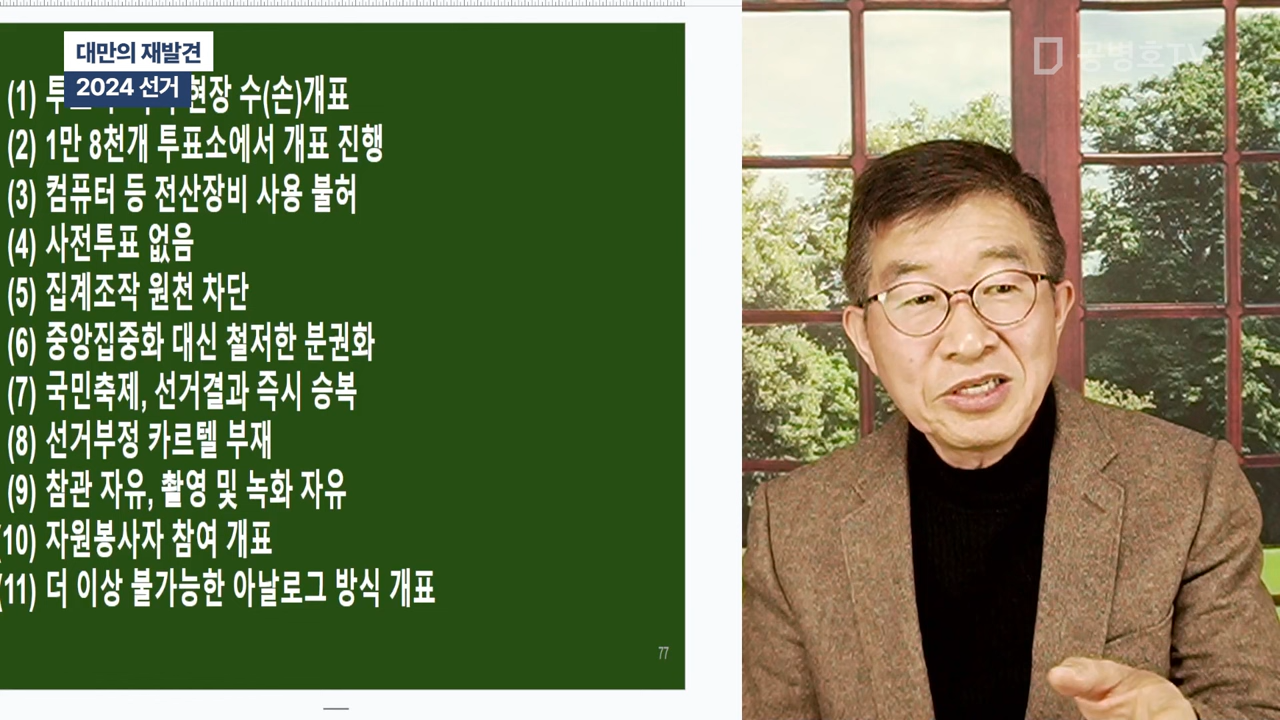 대만의 재발견
2024 선거
공병호TV
(1) 투 현장 수(손)개표
(2) 1만 8천개 투표소에서 개표 진행
(3) 컴퓨터 등 전산장비 사용 불허
(4) 사전투표 없음
(5) 집계조작 원천 차단
(6) 중앙집중화 대신 철저한 분권화
(7) 국민축제, 선거결과 즉시 승복
(8) 선거부정 카르텔 부재
(9) 참관 자유, 촬영 및 녹화 자유
(10) 자원봉사자 참여 개표
(11) 더 이상 불가능한 아날로그 방식 개표
77